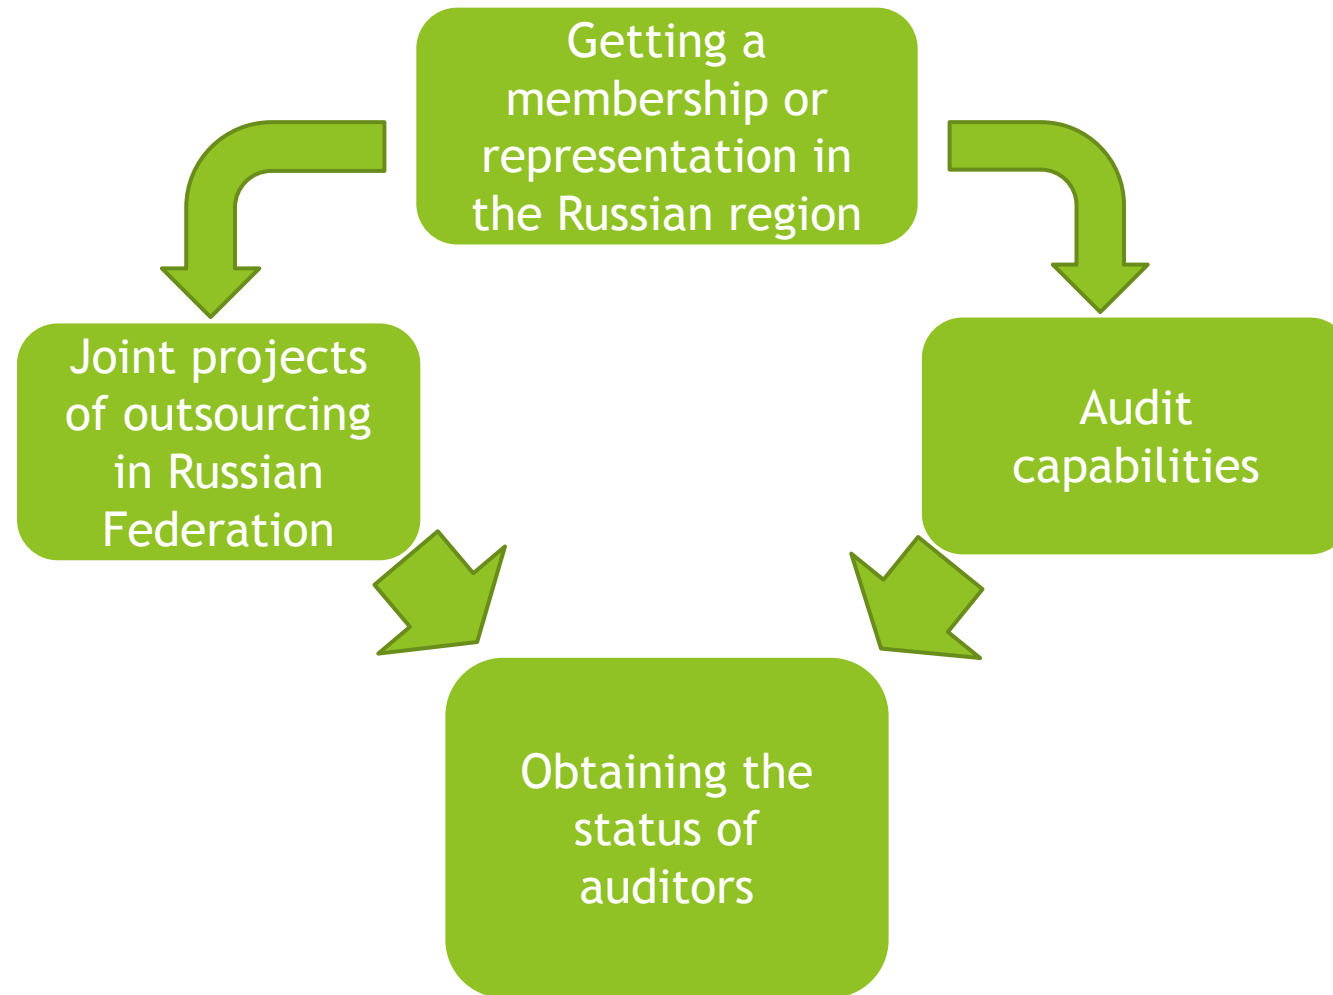 Getting a
membership or
representation in
the Russian region
Joint projects
of outsourcing
in Russian
Federation
Audit
capabilities
Obtaining the
status of
auditors